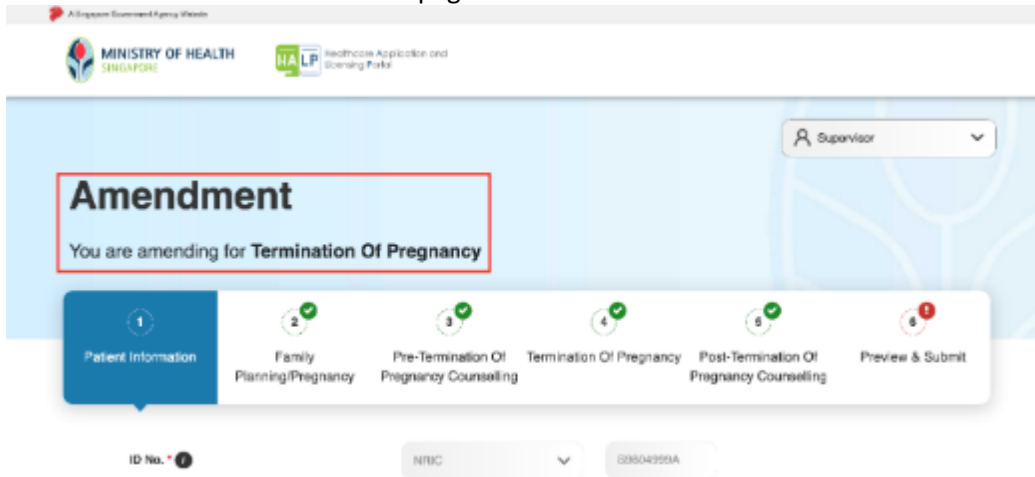 A Singapore Government Agency Website
MINISTRY OF HEALTH
SINGAPORE
HALP
Healthcare Application and
Licensing Portal
Supervisor
Amendment
You are amending for Termination Of Pregnancy
1
2
3
4
5
6
Patient Information
Family
Planning/Pregnancy
Pre-Termination Of
Pregnancy Counselling
Termination Of Pregnancy
Post-Termination Of
Pregnancy Counselling
Preview & Submit
ID No. *
NRIC